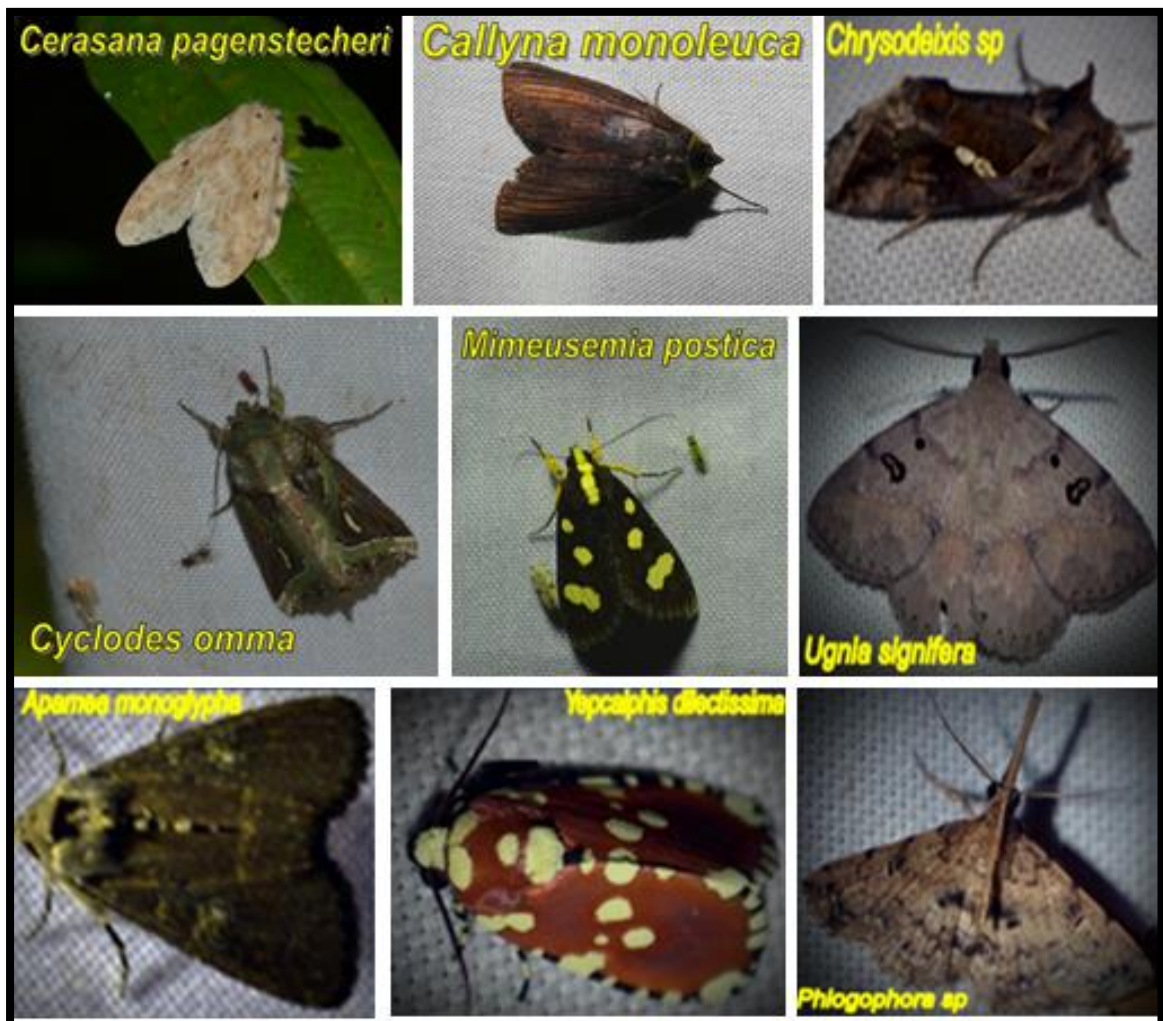 Cerasana pagenstecheri
Callyna monoleuca
Chrysodeixis sp
Cyclodes omma
Mimeusemia postica
Ugnia signifera
Apamea monoglypha
Yepcalphis dilectissima
Phlogophora sp